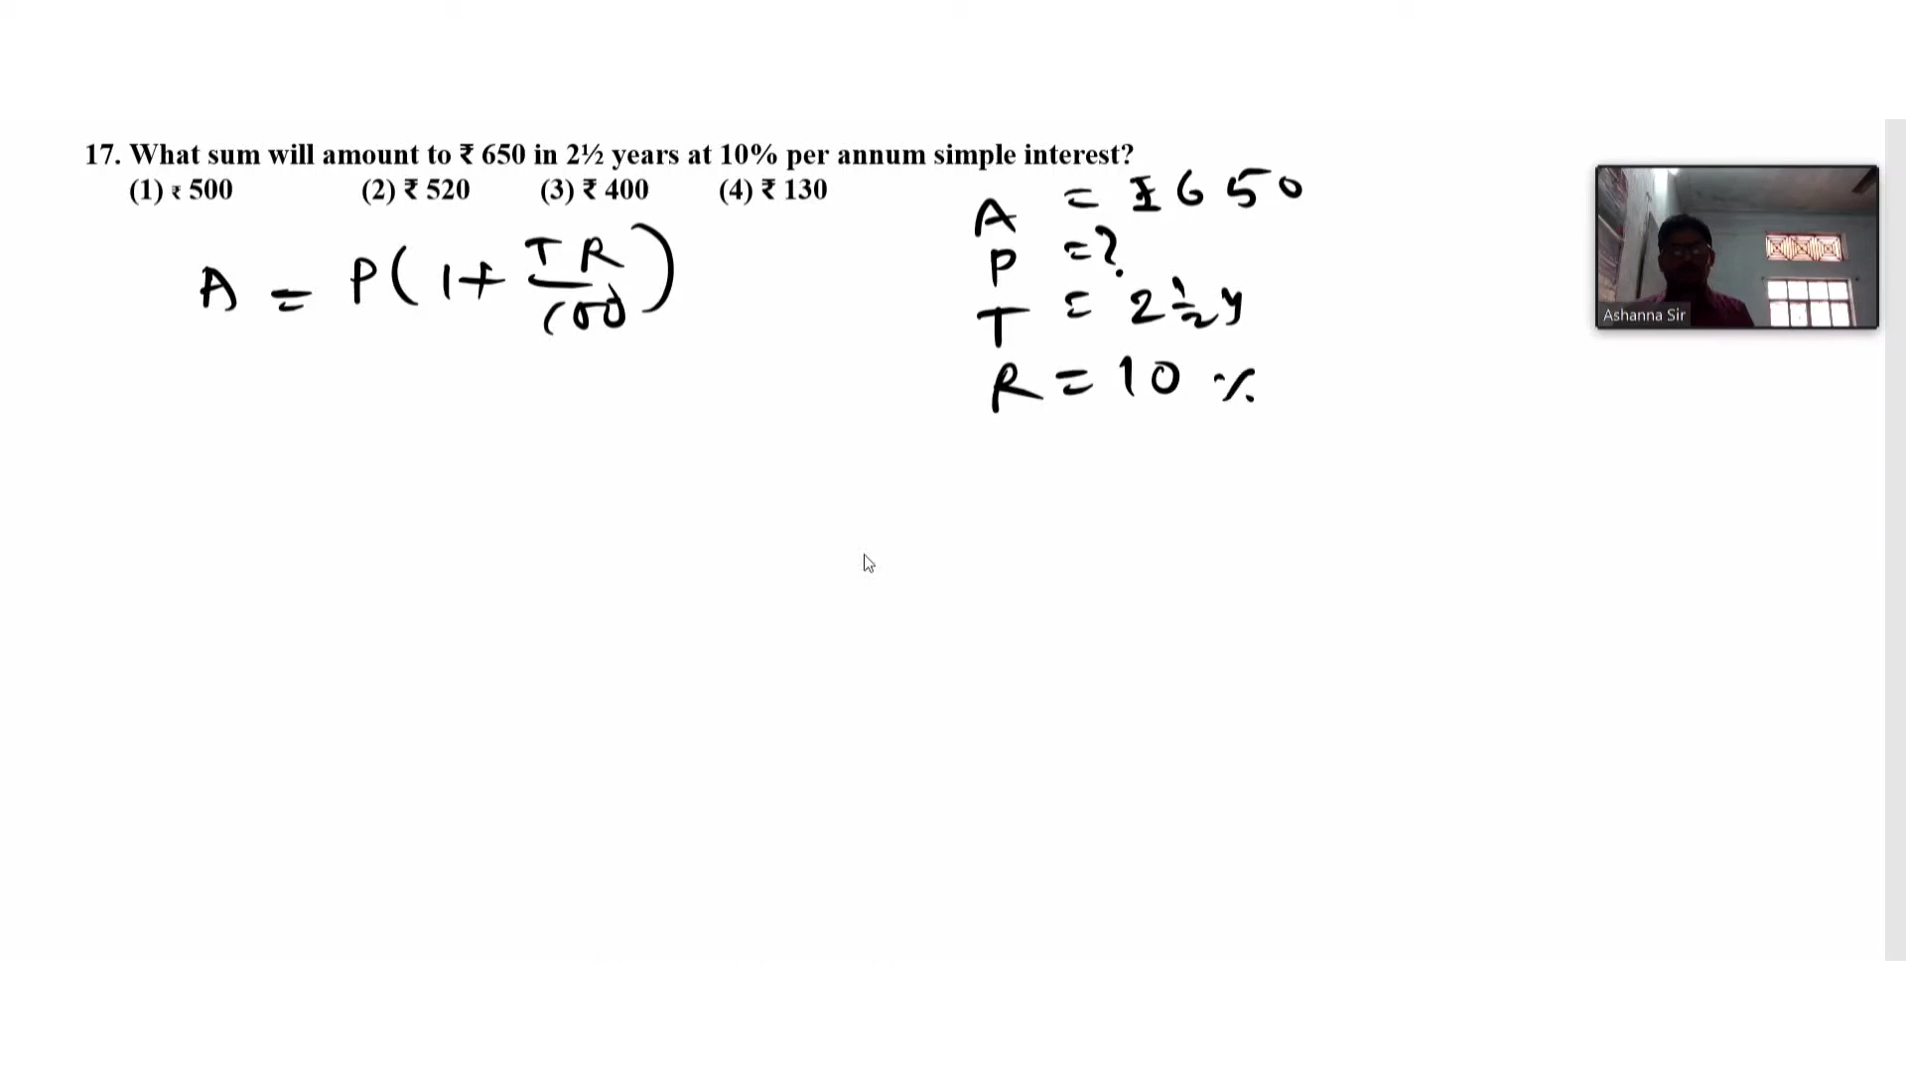 17. What sum will amount to ₹ 650 in 2½ years at 10% per annum simple interest?
(1) ₹ 500 (2) ₹ 520 (3) ₹ 400 (4) ₹ 130
A = ₹ 650
P = ?
A = P(1 + TR/100)
T = 2½ y
R = 10 %
Ashanna Sir